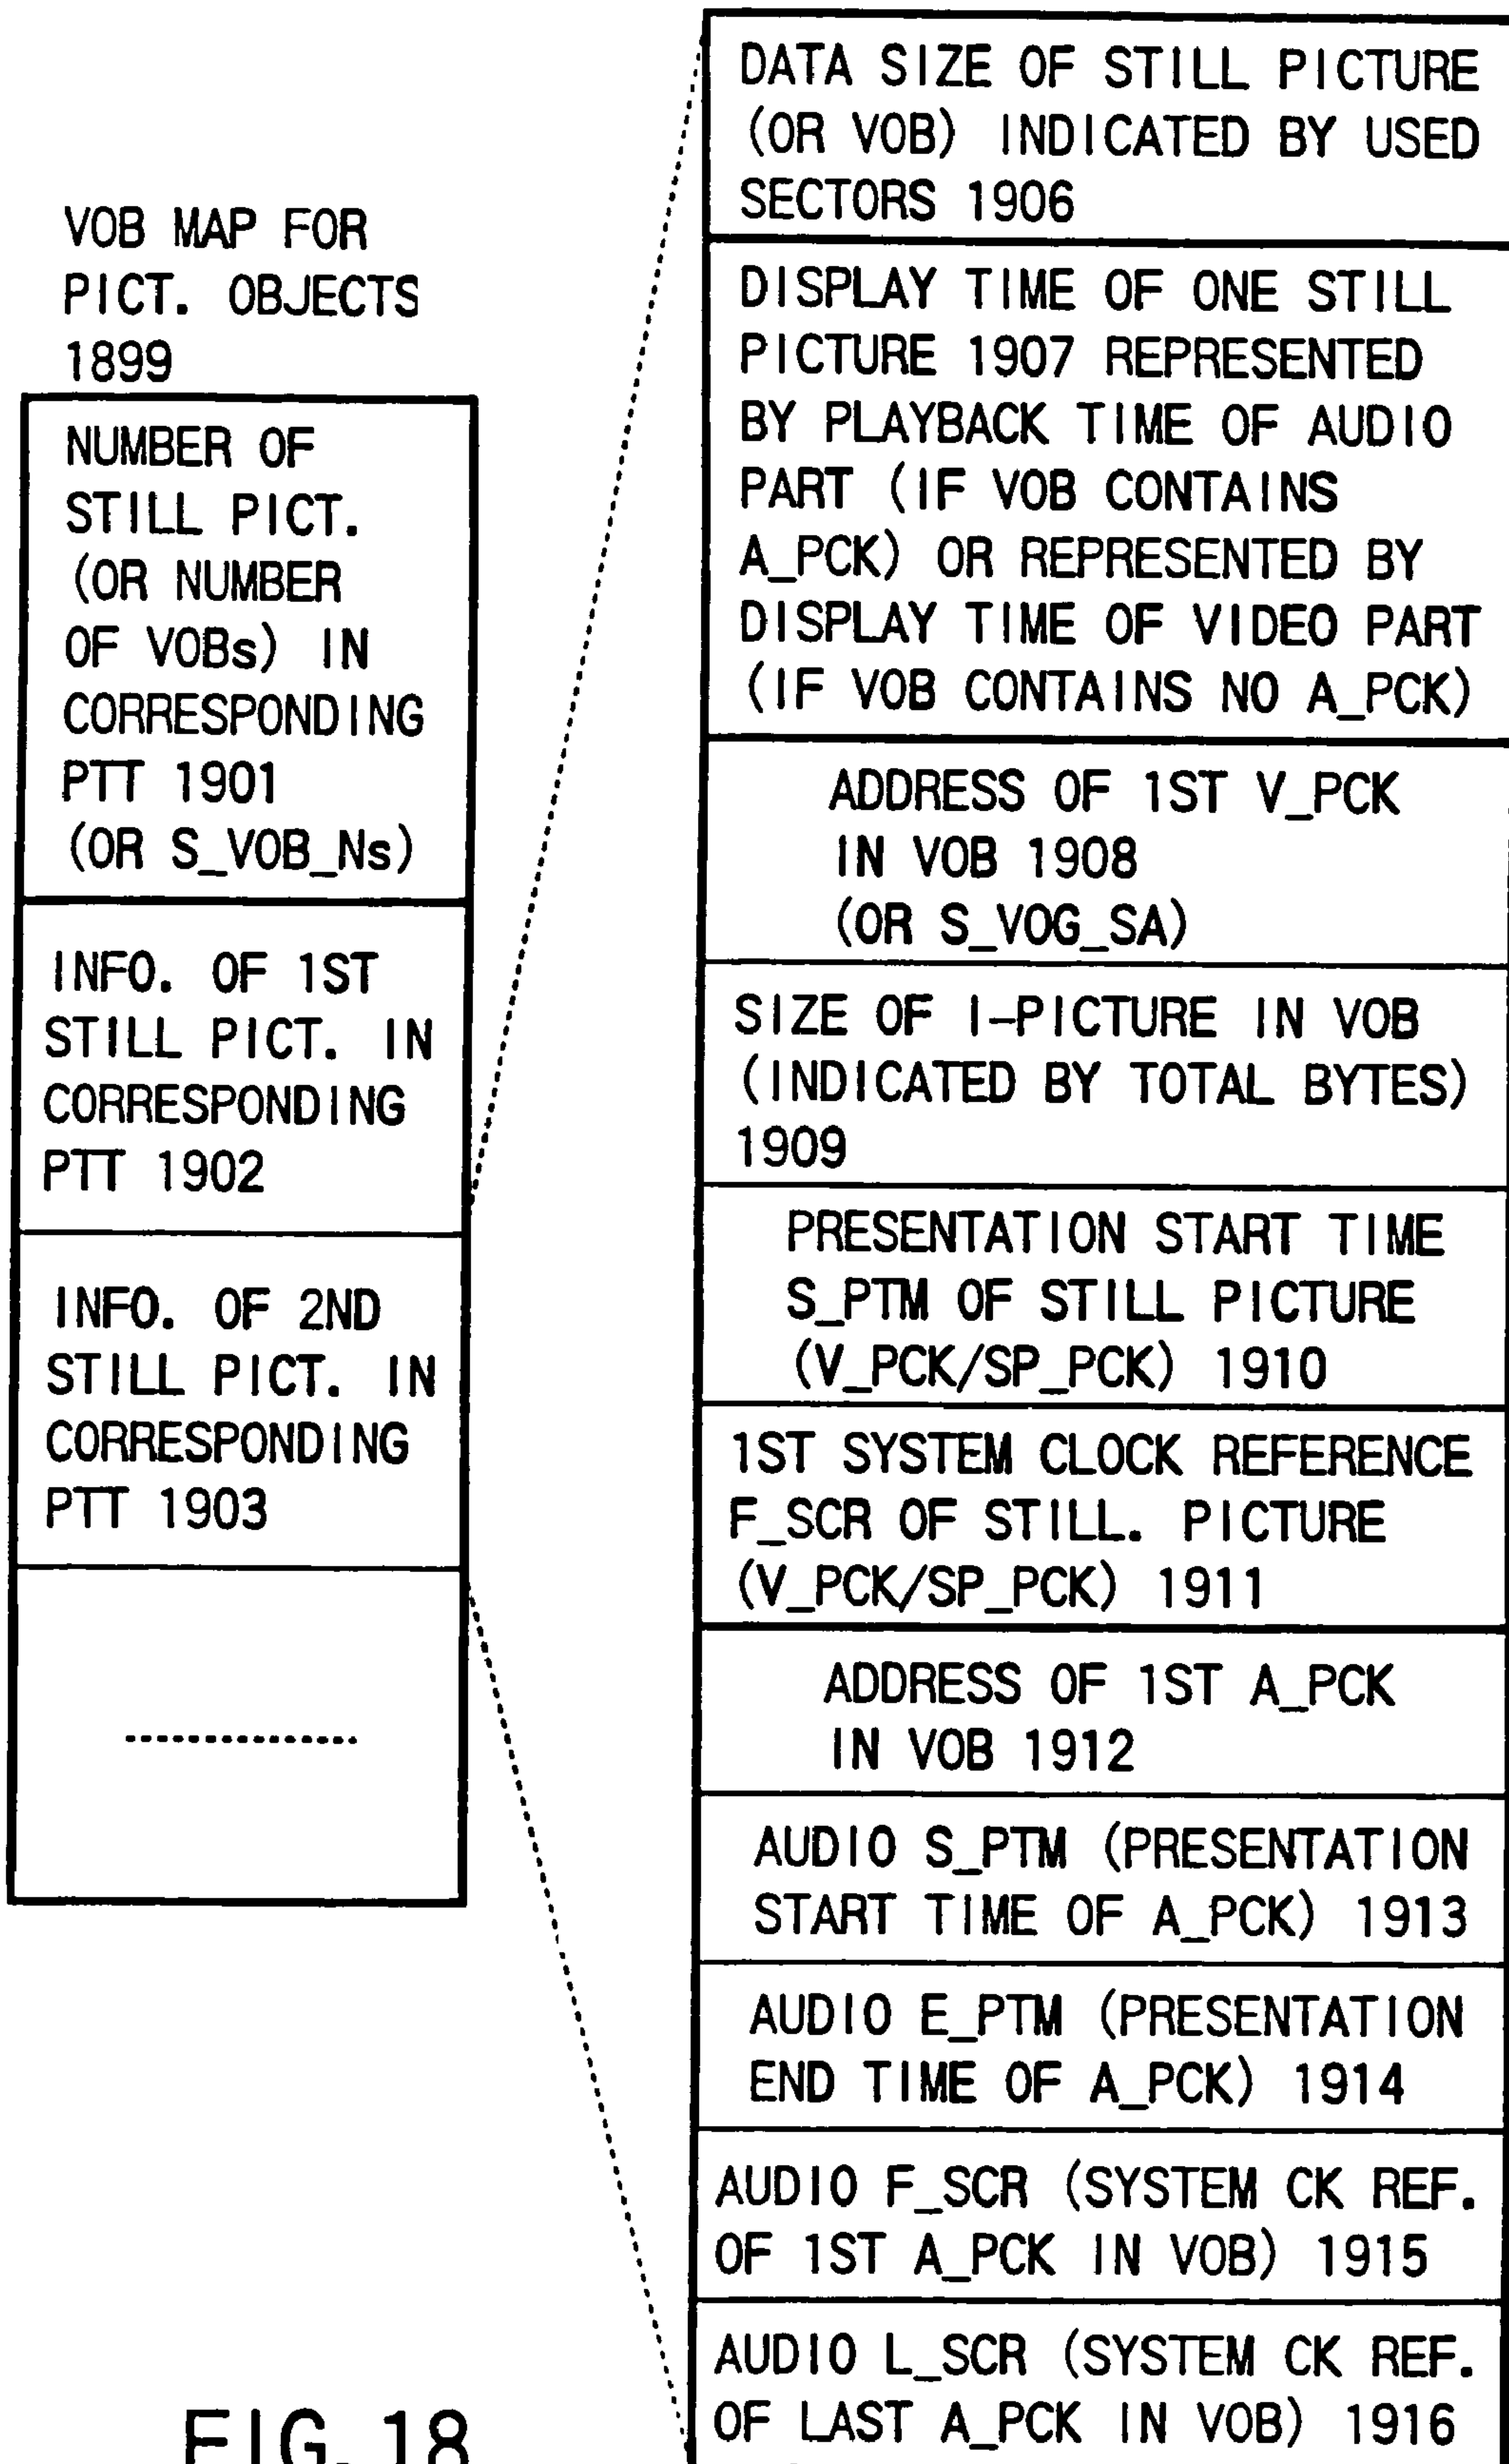 VOB MAP FOR
PICT. OBJECTS
1899
NUMBER OF
STILL PICT.
(OR NUMBER
OF VOBs) IN
CORRESPONDING
PTT 1901
(OR S_VOB_Ns)
INFO. OF 1ST
STILL PICT. IN
CORRESPONDING
PTT 1902
INFO. OF 2ND
STILL PICT. IN
CORRESPONDING
PTT 1903
DATA SIZE OF STILL PICTURE
(OR VOB) INDICATED BY USED
SECTORS 1906
DISPLAY TIME OF ONE STILL
PICTURE 1907 REPRESENTED
BY PLAYBACK TIME OF AUDIO
PART (IF VOB CONTAINS
A_PCK) OR REPRESENTED BY
DISPLAY TIME OF VIDEO PART
(IF VOB CONTAINS NO A_PCK)
ADDRESS OF 1ST V_PCK
IN VOB 1908
(OR S_VOG_SA)
SIZE OF I-PICTURE IN VOB
(INDICATED BY TOTAL BYTES)
1909
PRESENTATION START TIME
S_PTM OF STILL PICTURE
(V_PCK/SP_PCK) 1910
1ST SYSTEM CLOCK REFERENCE
F_SCR OF STILL. PICTURE
(V_PCK/SP_PCK) 1911
ADDRESS OF 1ST A_PCK
IN VOB 1912
AUDIO S_PTM (PRESENTATION
START TIME OF A_PCK) 1913
AUDIO E_PTM (PRESENTATION
END TIME OF A_PCK) 1914
AUDIO F_SCR (SYSTEM CK REF.
OF 1ST A_PCK IN VOB) 1915
AUDIO L_SCR (SYSTEM CK REF.
OF LAST A_PCK IN VOB) 1916
FIG. 18